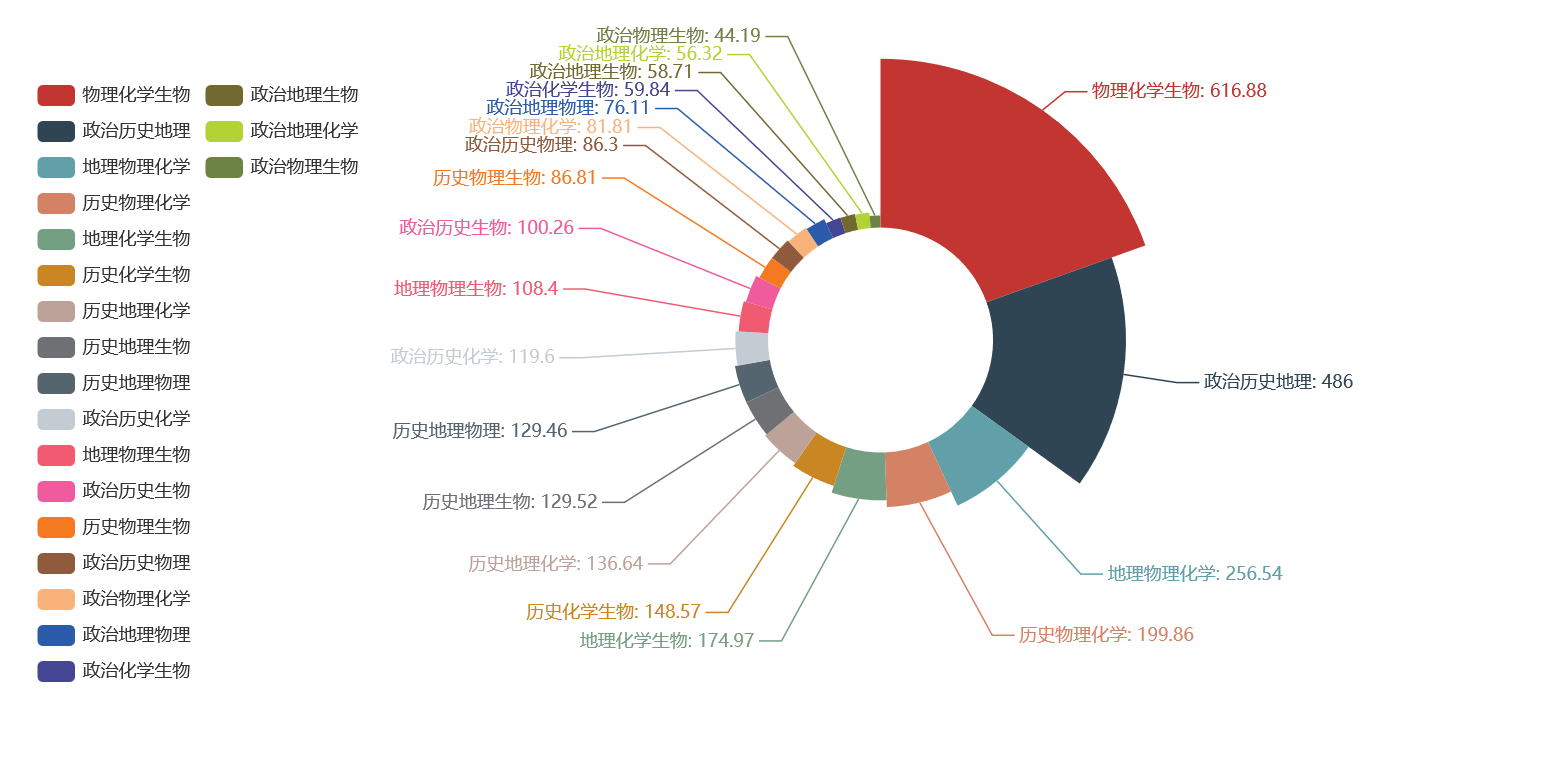 物理化学生物
政治历史地理
地理物理化学
历史物理化学
地理化学生物
历史化学生物
历史地理化学
历史地理生物
历史地理物理
政治历史化学
地理物理生物
政治历史生物
历史物理生物
政治历史物理
政治物理化学
政治地理物理
政治化学生物
政治地理生物
政治地理化学
政治物理生物
政治物理生物: 44.19
政治地理化学: 56.32
政治地理生物: 58.71
政治化学生物: 59.84
政治地理物理: 76.11
政治物理化学: 81.81
政治历史物理: 86.3
历史物理生物: 86.81
政治历史生物: 100.26
地理物理生物: 108.4
政治历史化学: 119.6
历史地理物理: 129.46
历史地理生物: 129.52
历史地理化学: 136.64
历史化学生物: 148.57
地理化学生物: 174.97
物理化学生物: 616.88
政治历史地理: 486
地理物理化学: 256.54
历史物理化学: 199.86